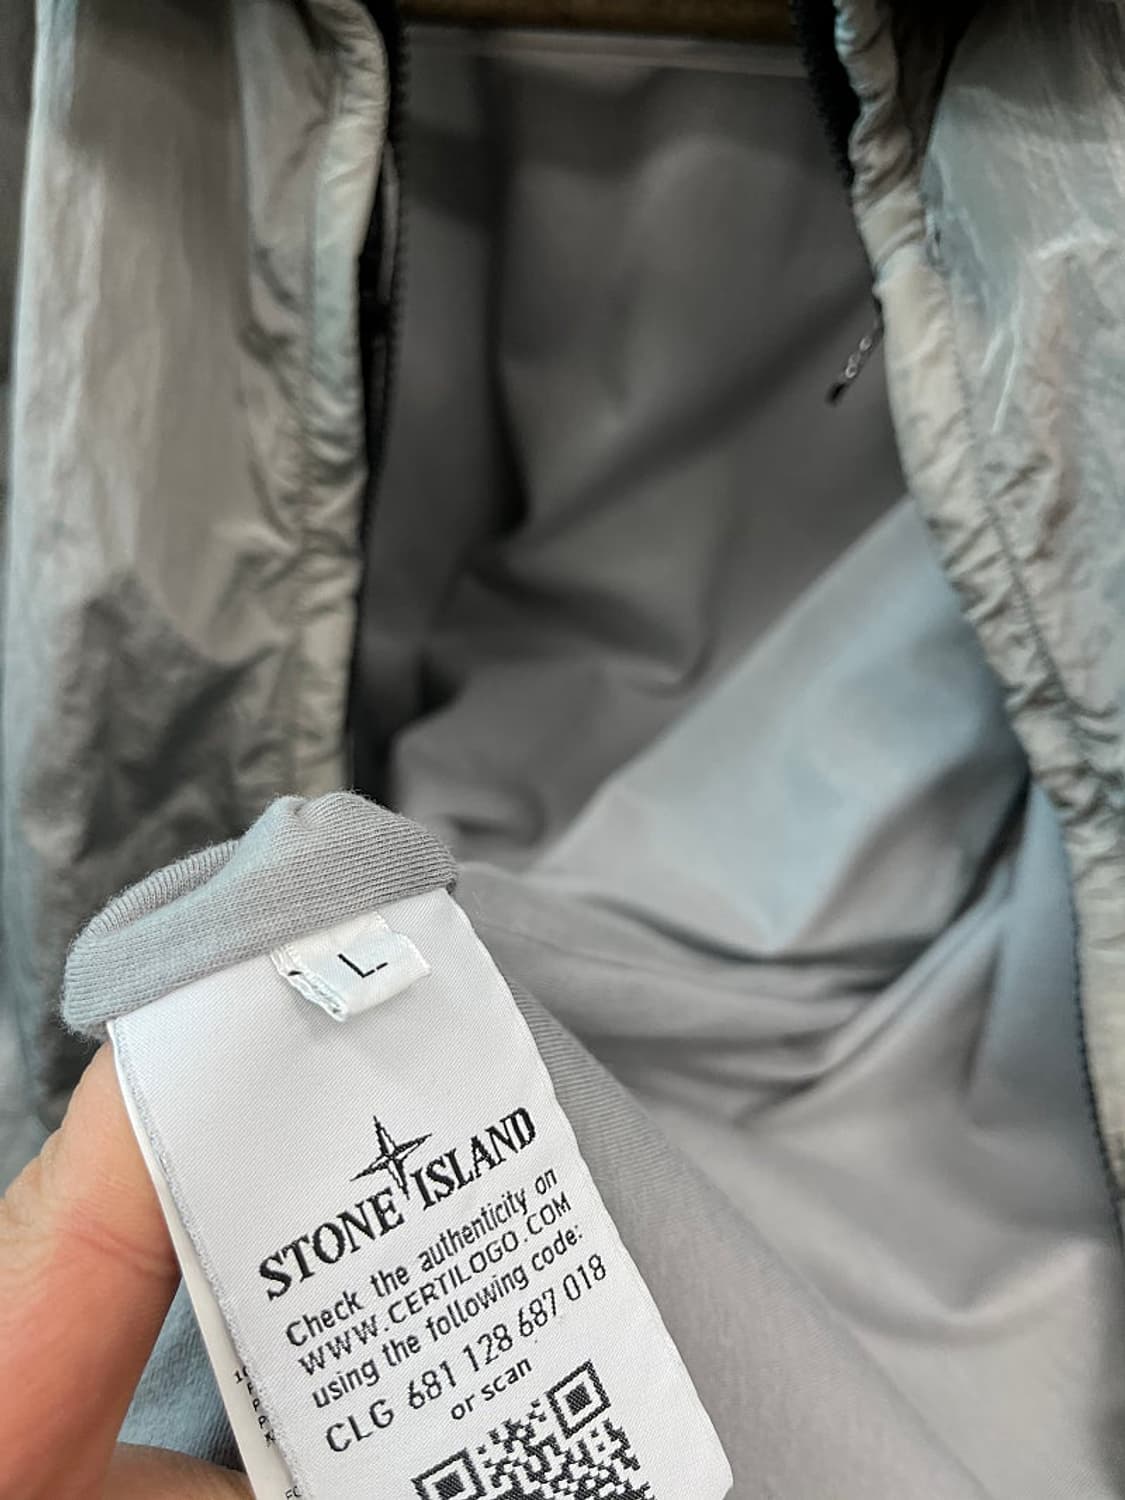 L
STONE ISLAND
Check the authenticity on
WWW.CERTILOGO.COM
using the following code:
CLG 681 128 687 018
or scan